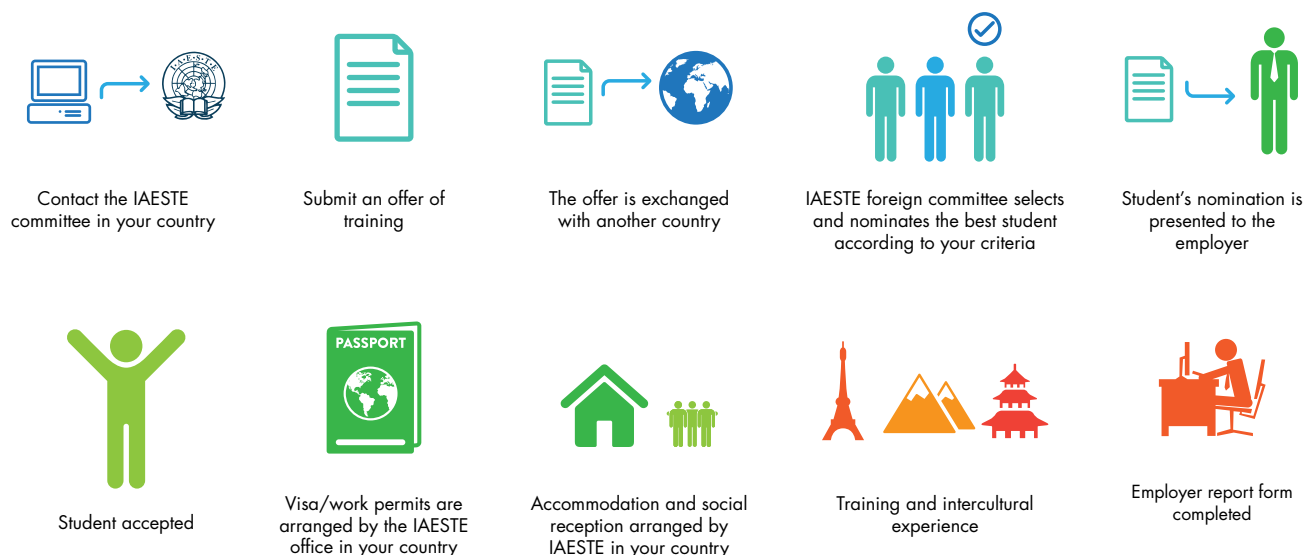 I·A·E·S·T·E
Contact the IAESTE
committee in your country
Submit an offer of
training
The offer is exchanged
with another country
IAESTE foreign committee selects
and nominates the best student
according to your criteria
Student's nomination is
presented to the
employer
Student accepted
PASSPORT
Visa/work permits are
arranged by the IAESTE
office in your country
Accommodation and social
reception arranged by
IAESTE in your country
Training and intercultural
experience
Employer report form
completed